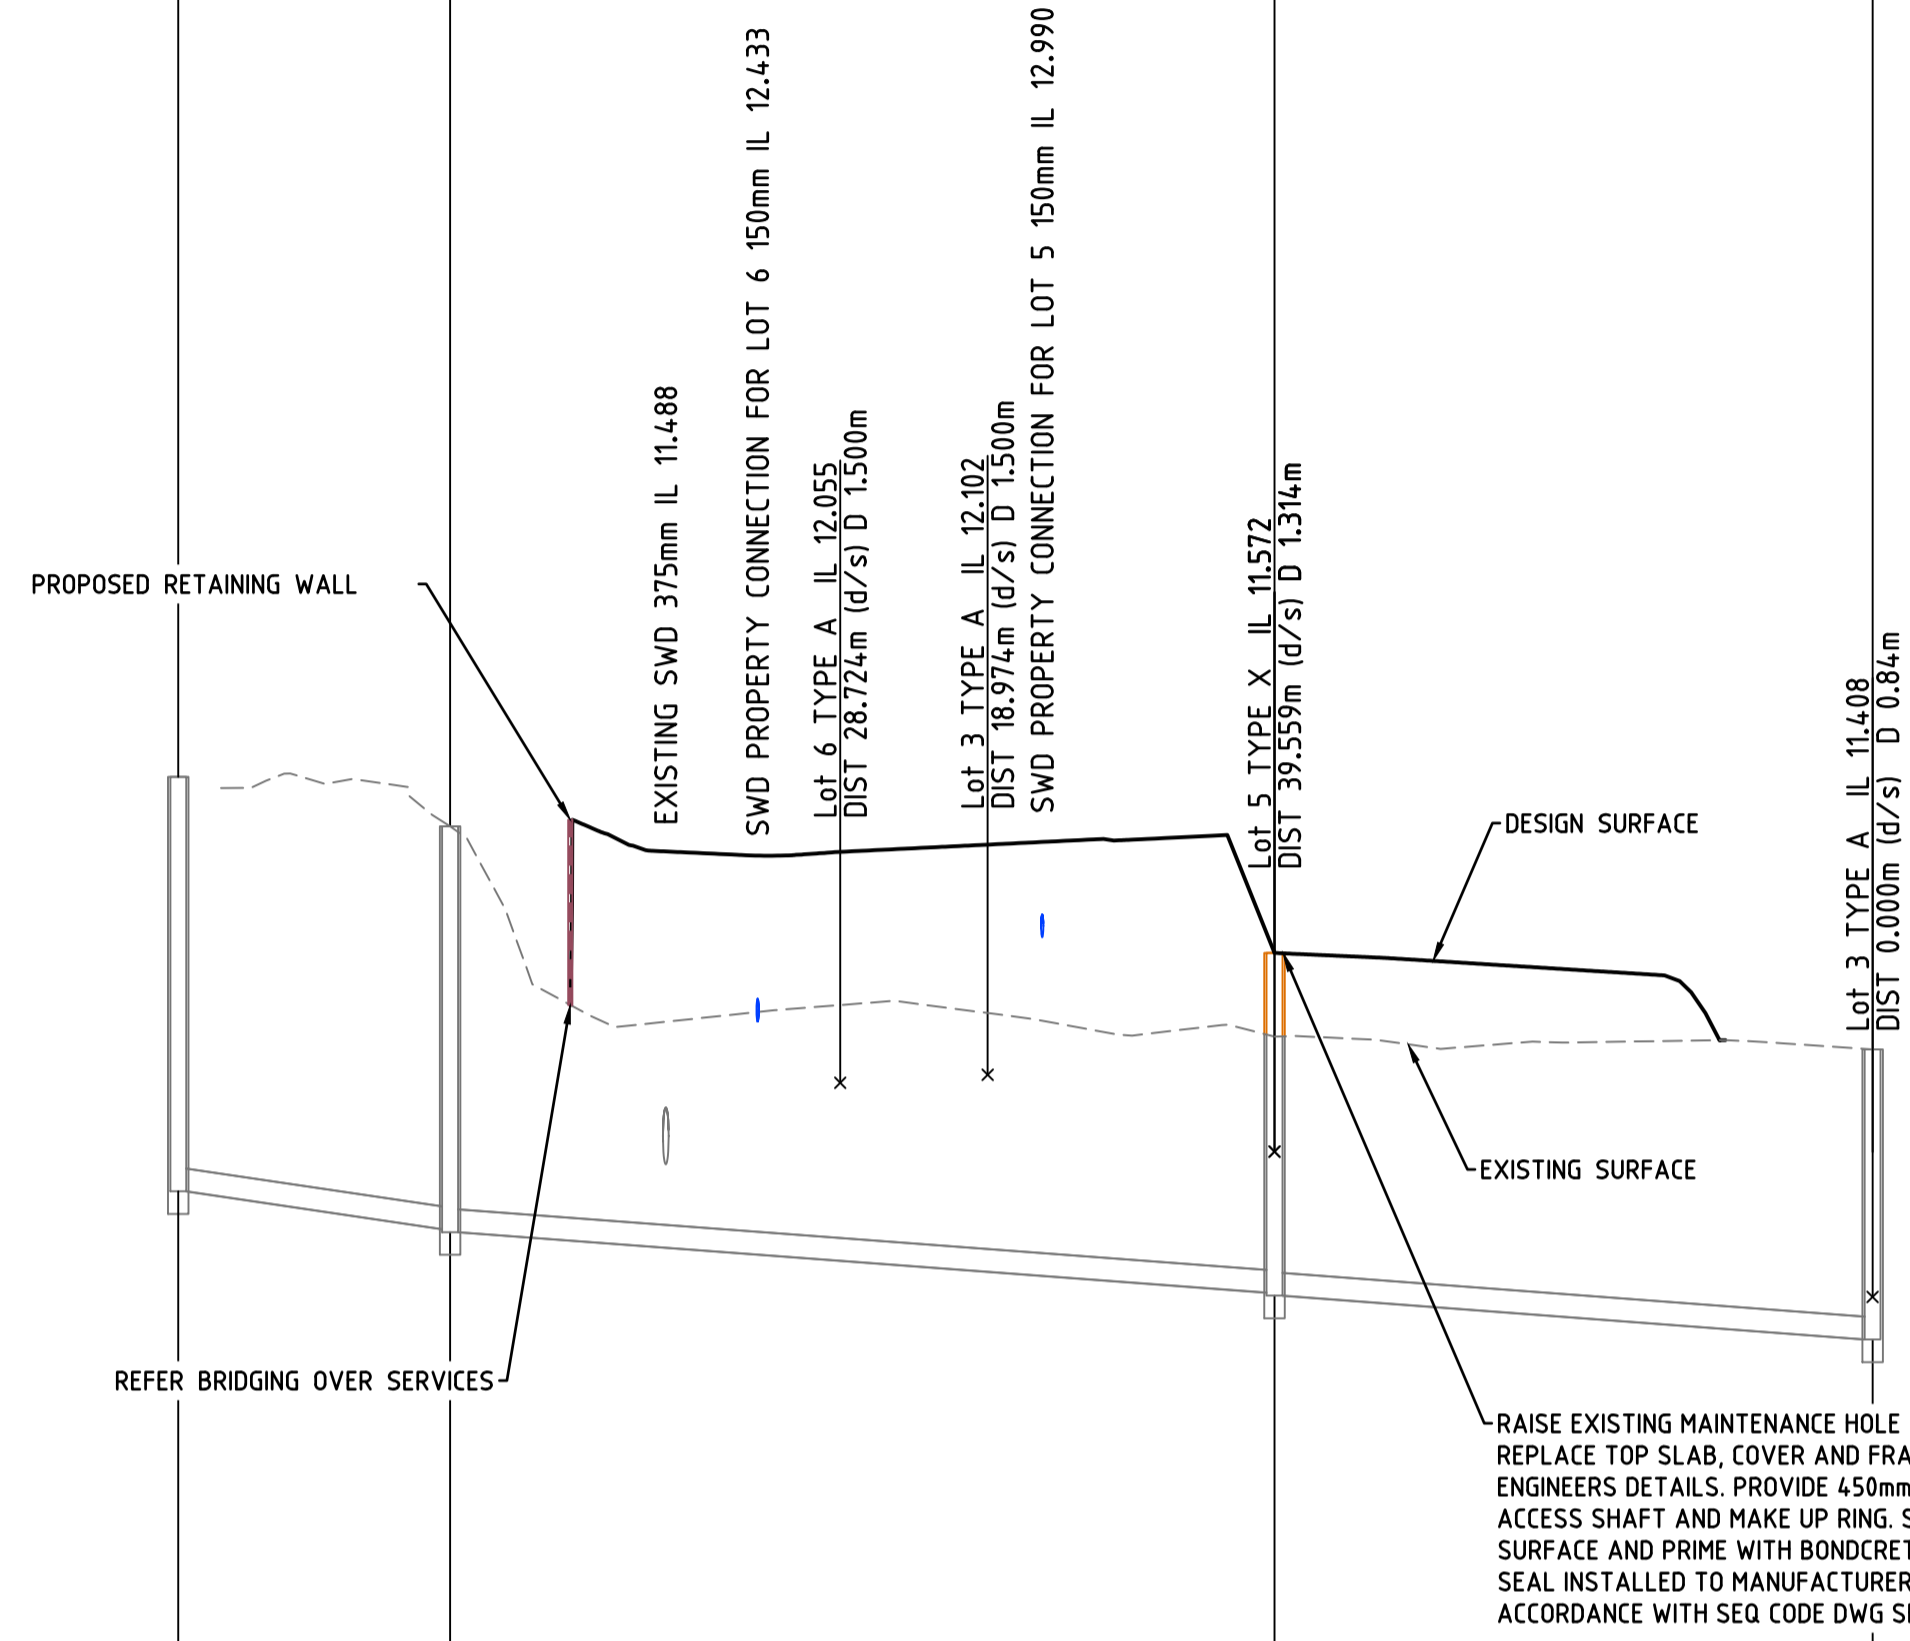 EXISTING SWD 375mm IL 11.488
SWD PROPERTY CONNECTION FOR LOT 6 150mm IL 12.433
Lot 6 TYPE A IL 12.055
DIST 28.724m (d/s) D 1.500m
Lot 3 TYPE A IL 12.102
DIST 18.974m (d/s) D 1.500m
SWD PROPERTY CONNECTION FOR LOT 5 150mm IL 12.990
Lot 5 TYPE X IL 11.572
DIST 39.559m (d/s) D 1.314m
Lot 3 TYPE A IL 11.408
DIST 0.000m (d/s) D 0.84m
PROPOSED RETAINING WALL
DESIGN SURFACE
EXISTING SURFACE
REFER BRIDGING OVER SERVICES
RAISE EXISTING MAINTENANCE HOLE
REPLACE TOP SLAB, COVER AND FRA
ENGINEERS DETAILS. PROVIDE 450mm
ACCESS SHAFT AND MAKE UP RING. S
SURFACE AND PRIME WITH BONDCRET
SEAL INSTALLED TO MANUFACTURER
ACCORDANCE WITH SEQ CODE DWG S